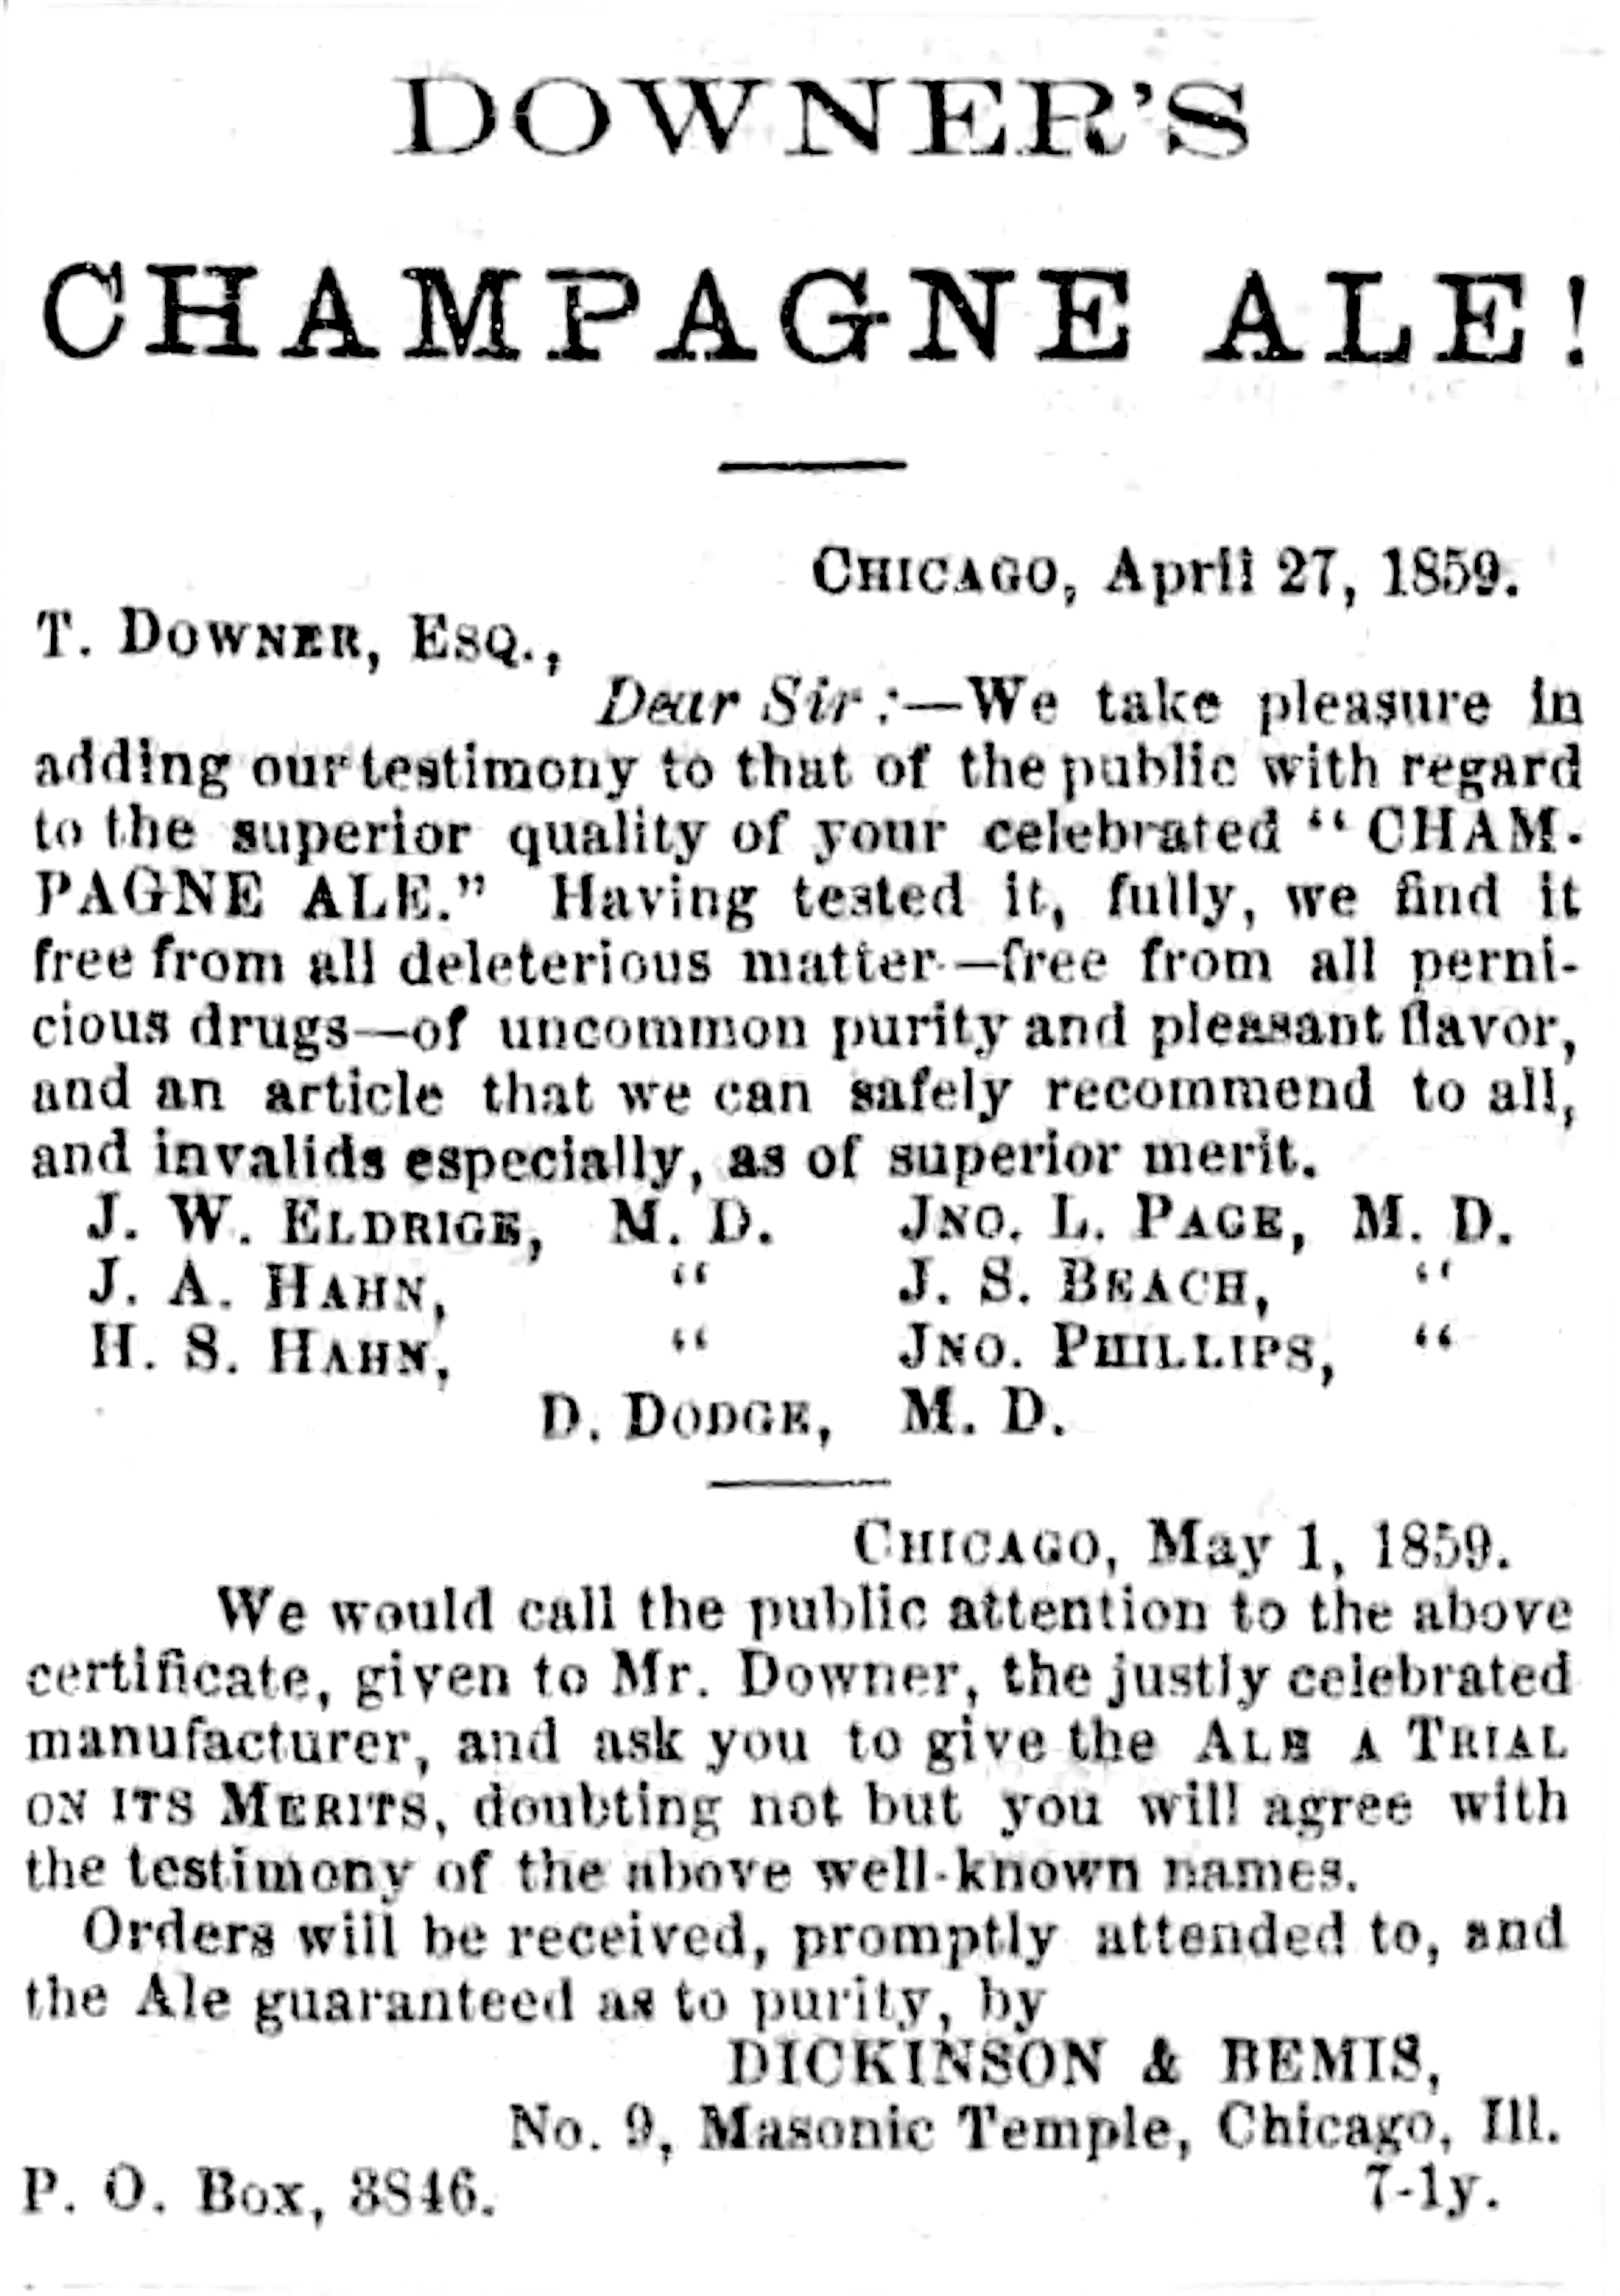 DOWNER'S
CHAMPAGNE ALE!
CHICAGO, April 27, 1859.
T. DOWNER, ESQ.,
Dear Sir:—We take pleasure in
adding our testimony to that of the public with regard
to the superior quality of your celebrated "CHAM-
PAGNE ALE." Having tested it, fully, we find it
free from all deleterious matter—free from all perni-
cious drugs—of uncommon purity and pleasant flavor,
and an article that we can safely recommend to all,
and invalids especially, as of superior merit.
J. W. ELDRIGE, M. D. JNO. L. PAGE, M. D.
J. A. HAHN, " J. S. BEACH, "
H. S. HAHN, " JNO. PHILLIPS, "
D. DODGE, M. D.
CHICAGO, May 1, 1859.
We would call the public attention to the above
certificate, given to Mr. Downer, the justly celebrated
manufacturer, and ask you to give the ALE A TRIAL
ON ITS MERITS, doubting not but you will agree with
the testimony of the above well-known names.
Orders will be received, promptly attended to, and
the Ale guaranteed as to purity, by
DICKINSON & BEMIS,
No. 9, Masonic Temple, Chicago, Ill.
P. O. Box, 3846. 7-1y.